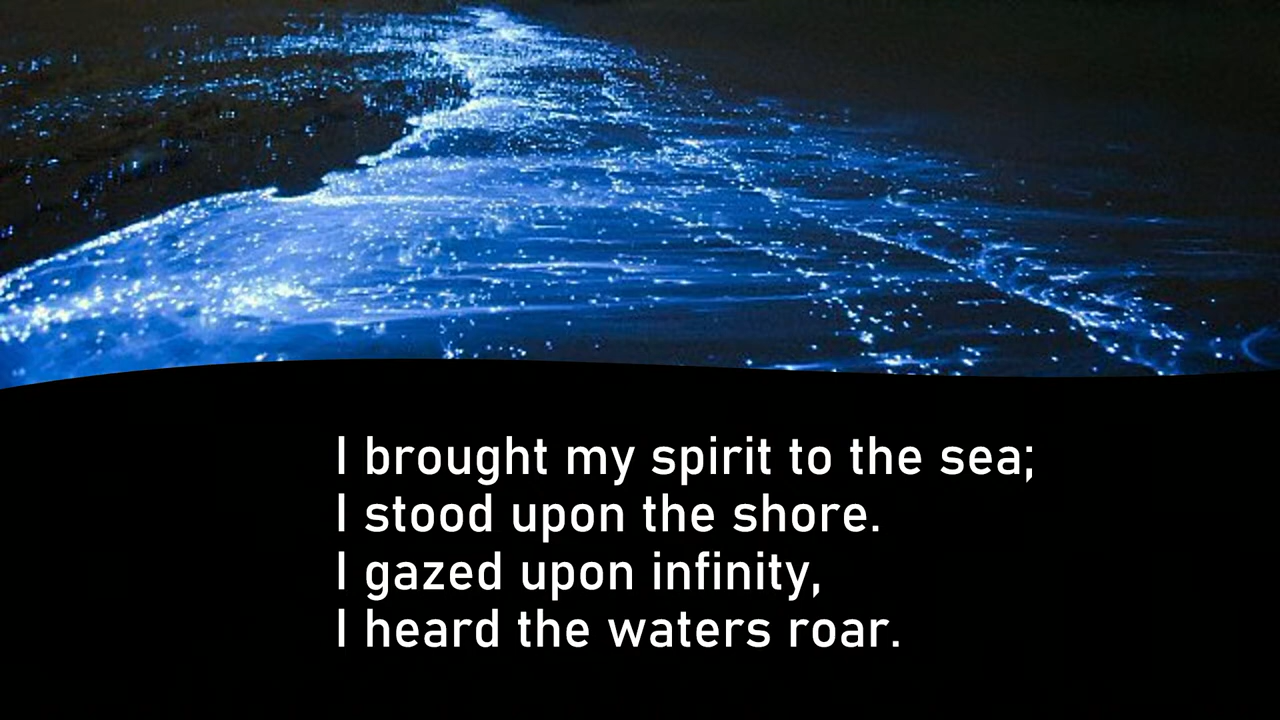 I brought my spirit to the sea;
I stood upon the shore.
I gazed upon infinity,
I heard the waters roar.